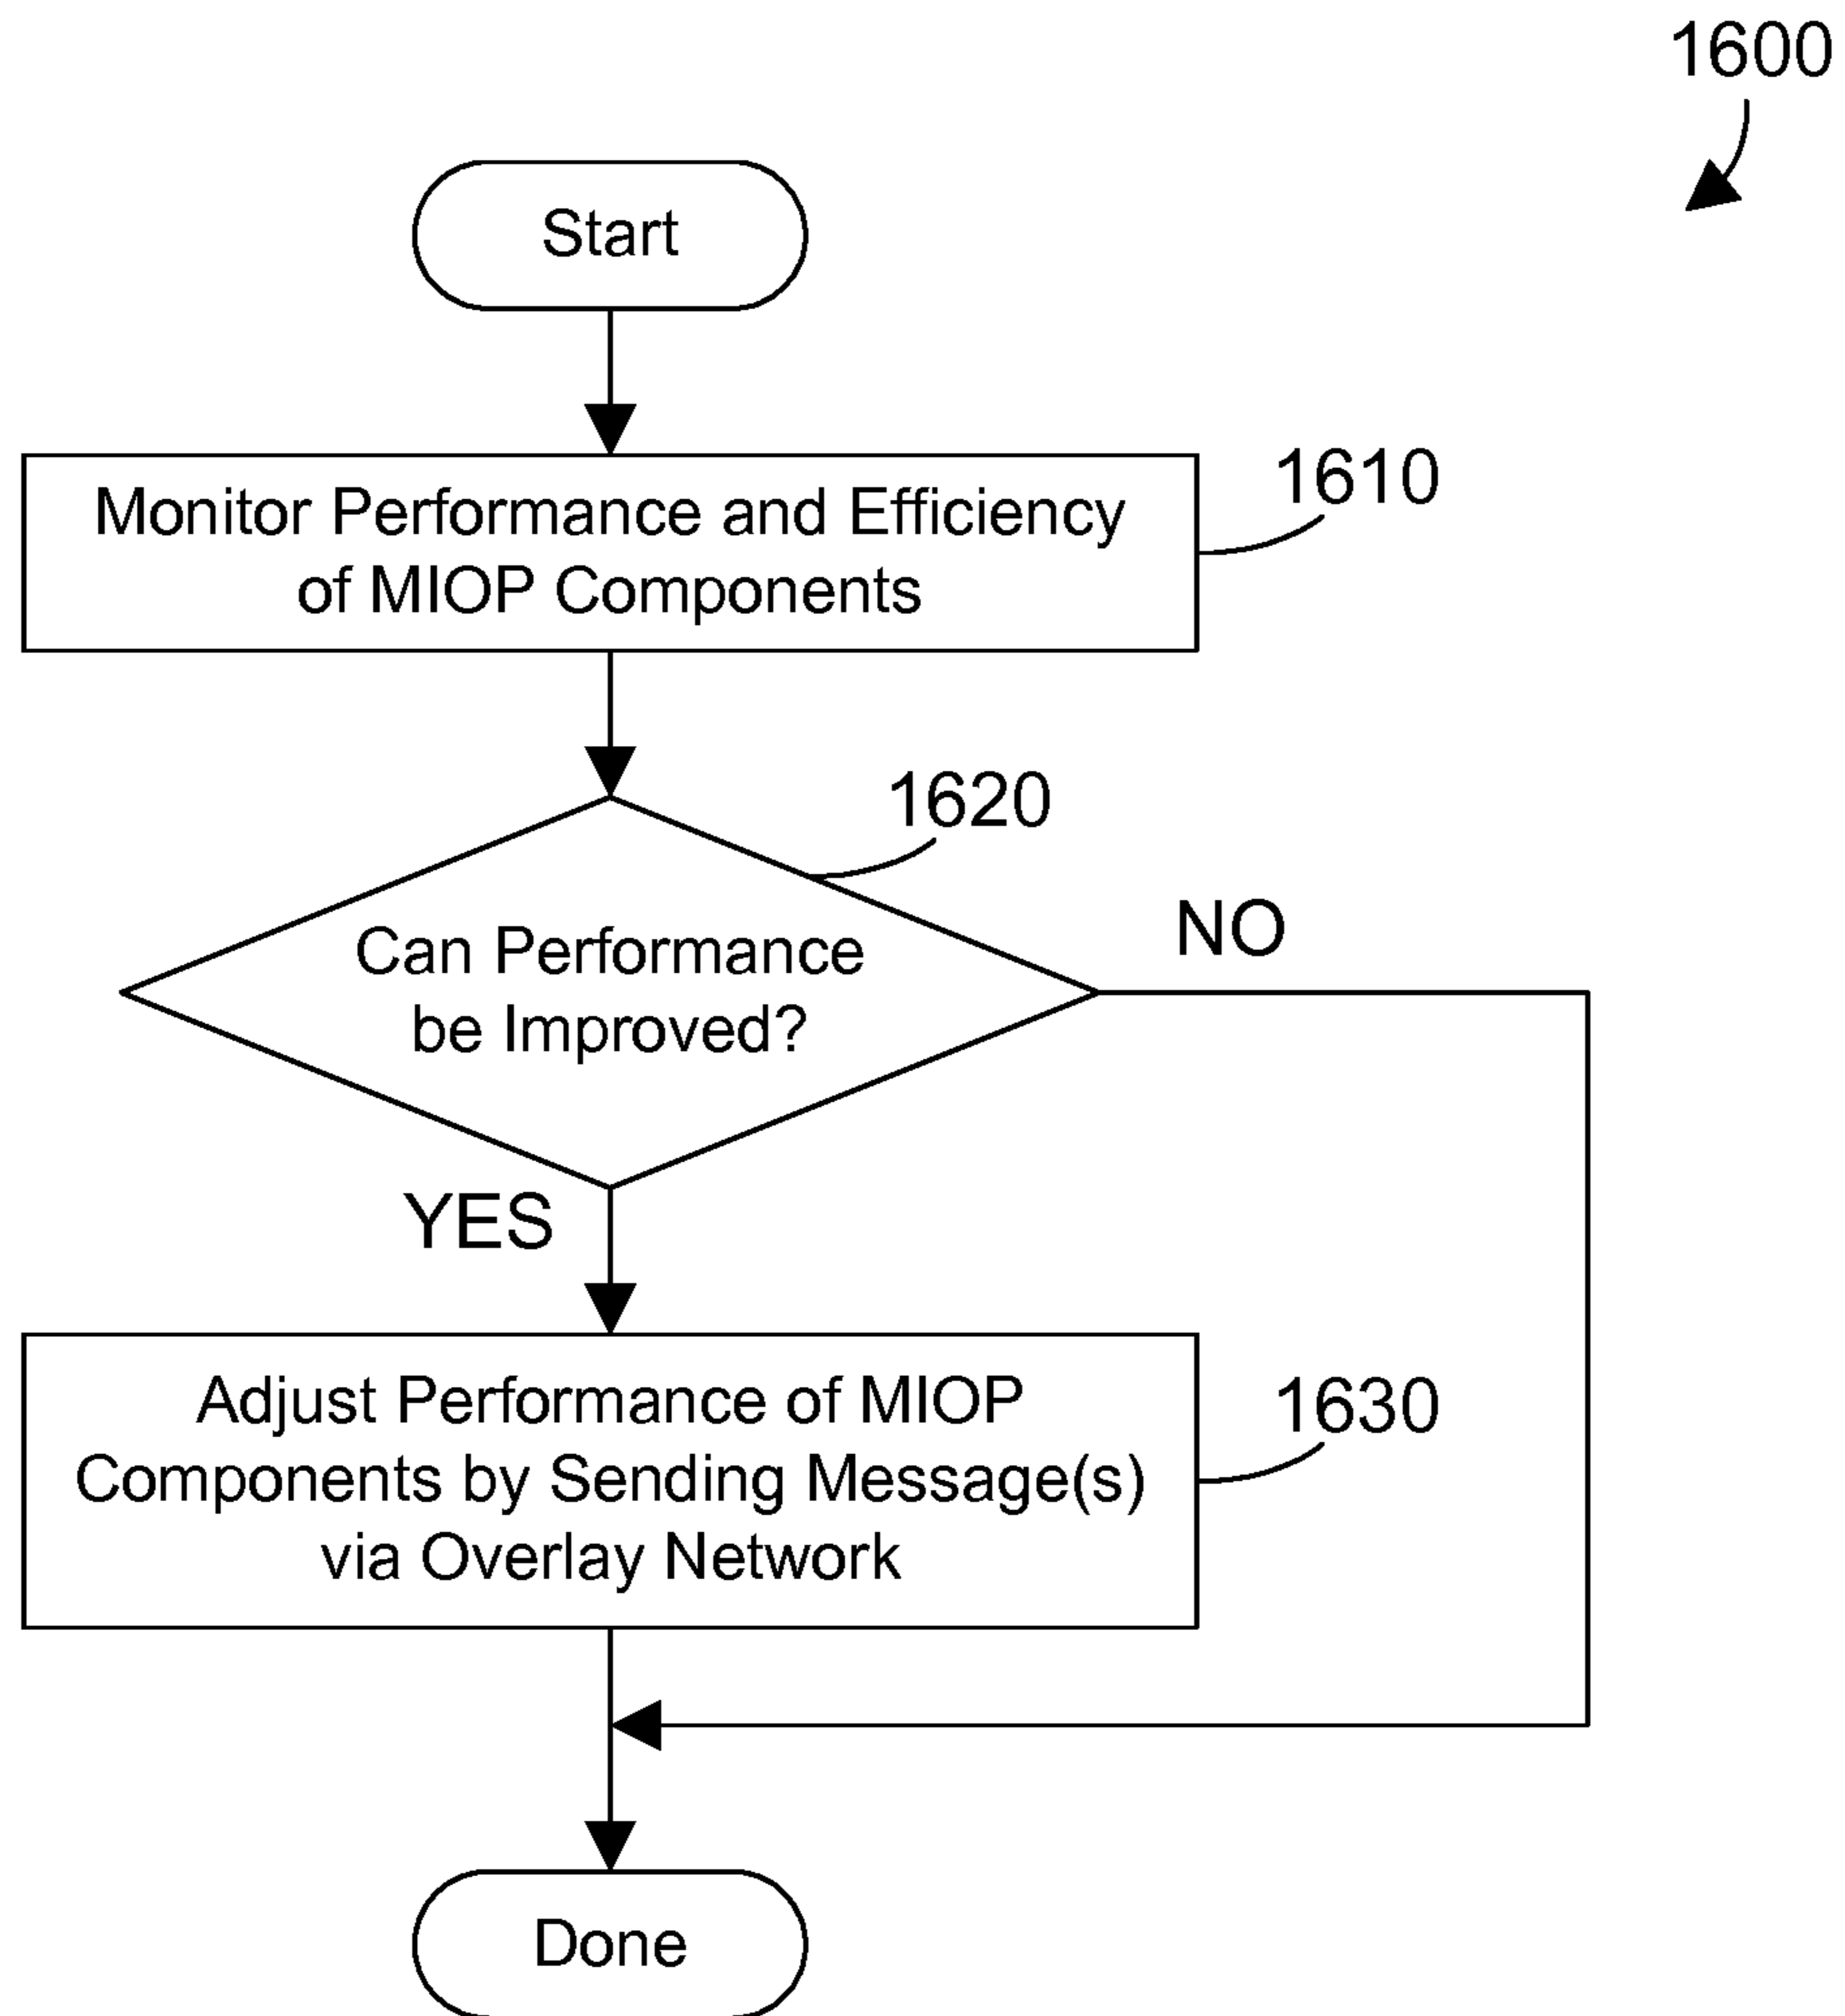 1600
Start
Monitor Performance and Efficiency
of MIOP Components
1610
1620
Can Performance
be Improved?
NO
YES
Adjust Performance of MIOP
Components by Sending Message(s)
via Overlay Network
1630
Done